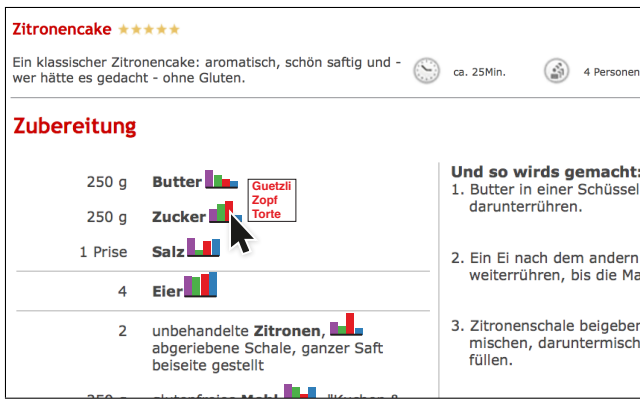 Zitronencake
Ein klassischer Zitronencake: aromatisch, schön saftig und -
wer hätte es gedacht - ohne Gluten.
ca. 25Min.
4 Personen
Zubereitung
250 g Butter
250 g Zucker
Guetzli
Zopf
Torte
1 Prise Salz
4 Eier
2 unbehandelte Zitronen,
abgeriebene Schale, ganzer Saft
beiseite gestellt
Und so wirds gemacht:
1. Butter in einer Schüssel
darunterrühren.
2. Ein Ei nach dem andern
weiterrühren, bis die Ma
3. Zitronenschale beigeben
mischen, daruntermisch
füllen.